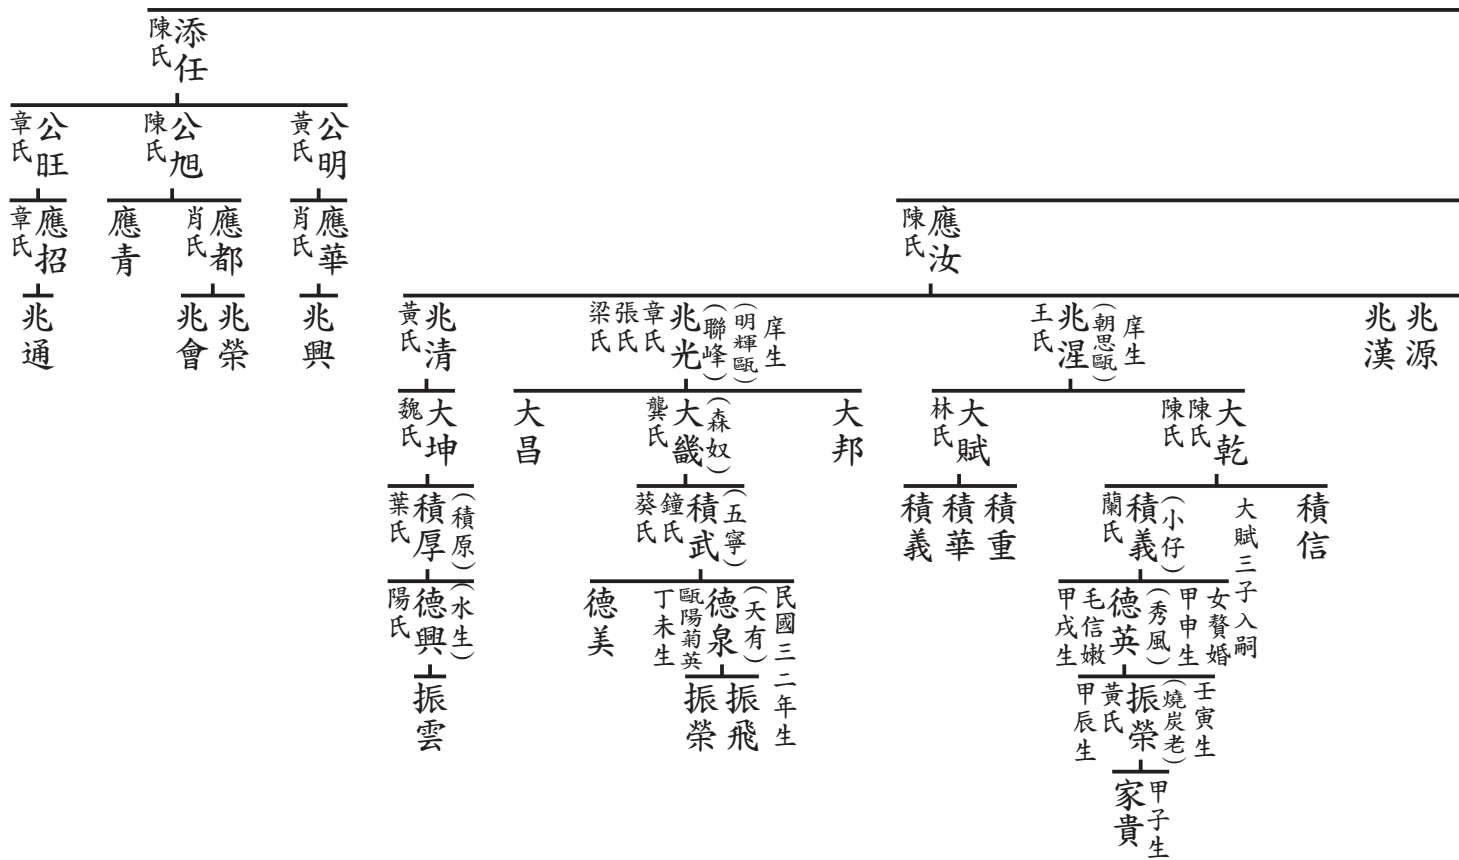 添任
陳氏
公明
黃氏
公旭
陳氏
公旺
章氏
應汝
陳氏
應華
肖氏
應都
肖氏
應青
應招
章氏
兆源
兆漢
庠生
(朝思甌)
兆湦
王氏
庠生
(明輝甌)
(聯峰)
兆光
章氏
張氏
梁氏
兆清
黃氏
兆興
兆榮
兆會
兆通
大乾
陳氏
陳氏
大賦
林氏
大邦
(森奴)
大畿
龔氏
大昌
大坤
魏氏
積信
大賦三子入嗣
(小仔)
積義
蘭氏
積重
積華
積義
(五寧)
積武
鐘氏
葵氏
(積原)
積厚
葉氏
女贅婚
甲申生
(秀風)
德英
毛信嫩
甲戌生
民國三二年生
(天有)
德泉
甌陽菊英
丁未生
德美
(水生)
德興
陽氏
壬寅生
(燒炭老)
振榮
黃氏
甲辰生
振飛
振榮
振雲
甲子生
家貴